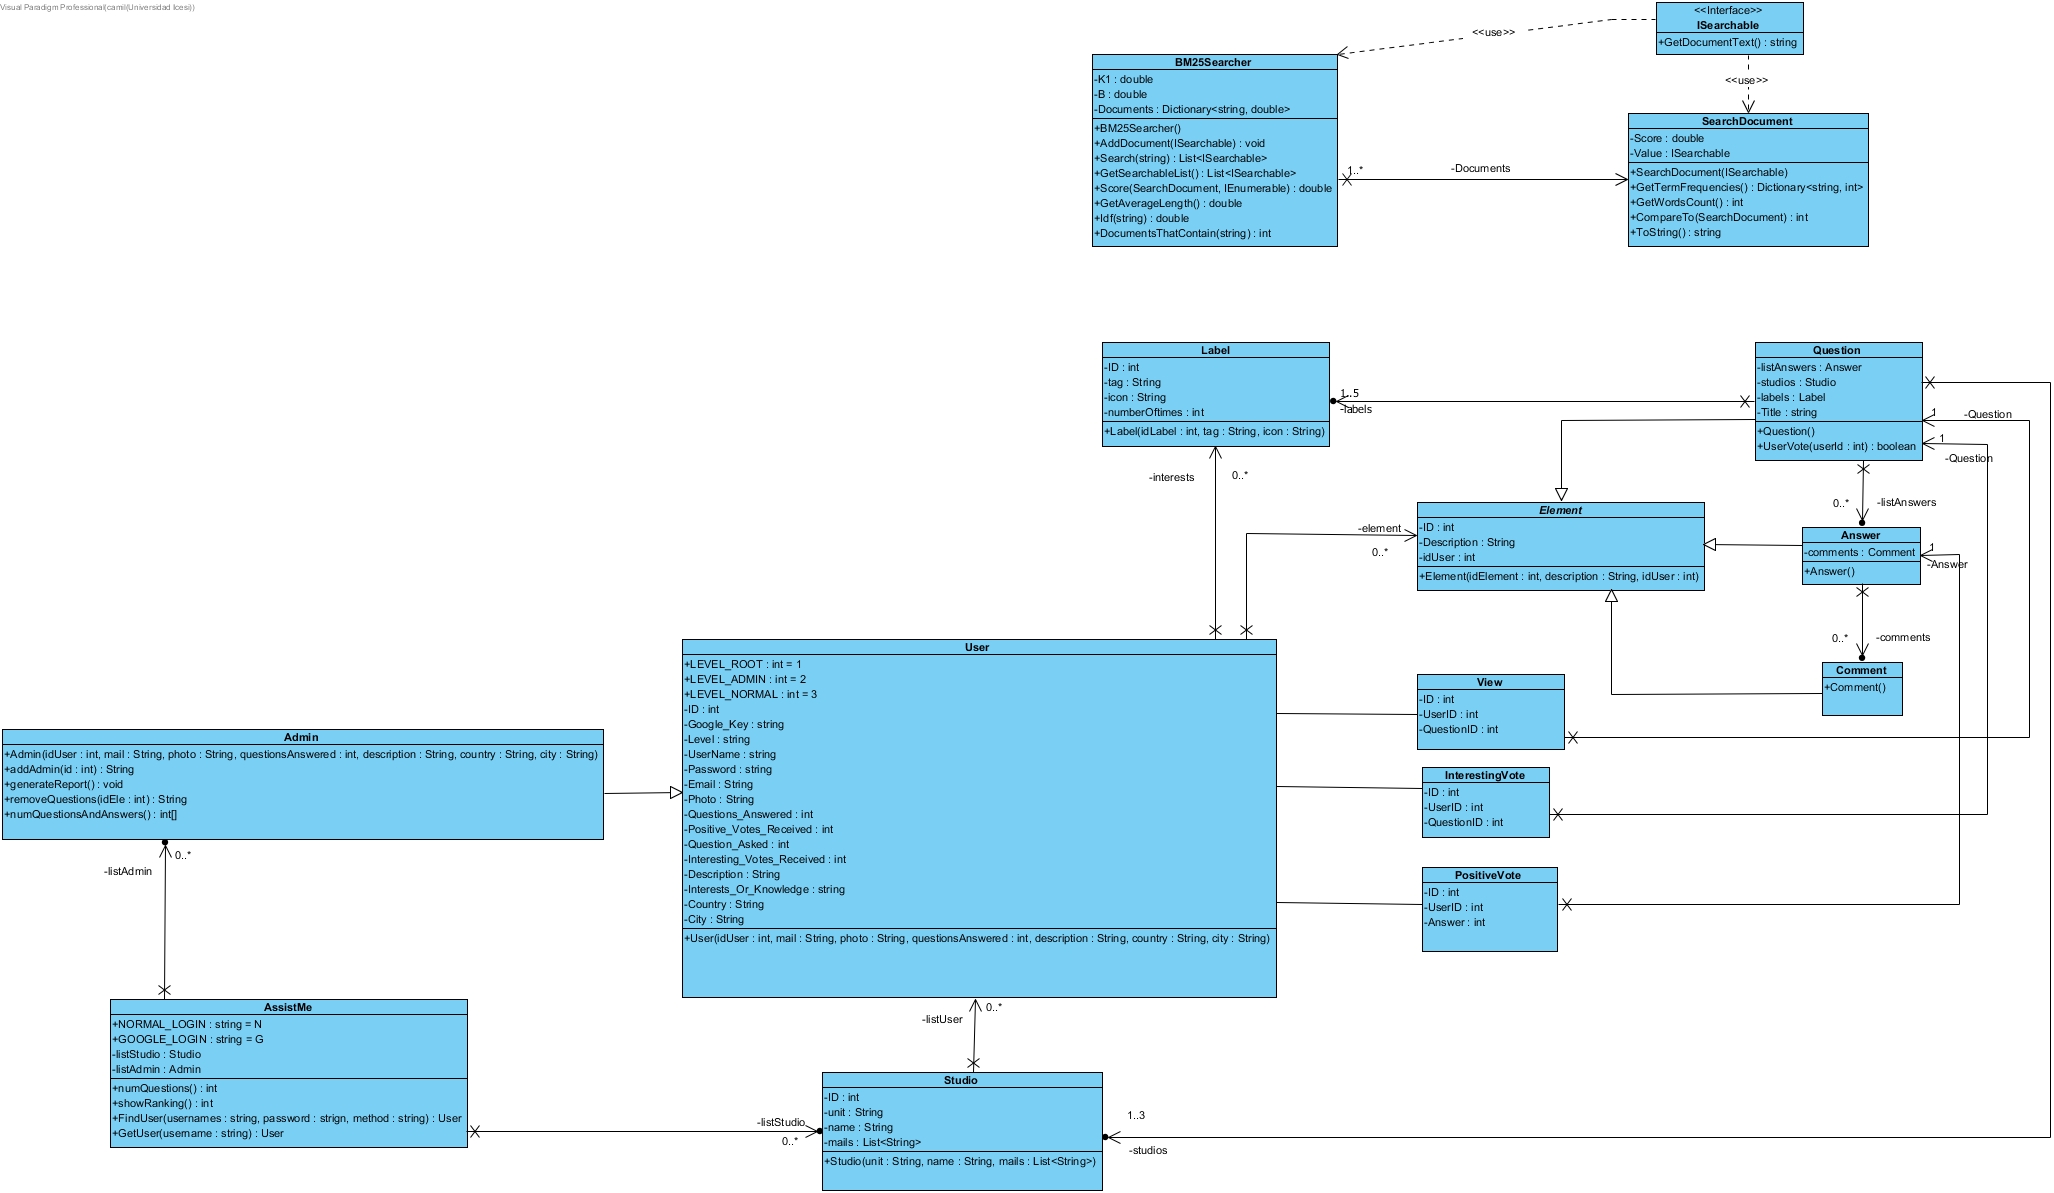 Visual Paradigm Professional(camil(Universidad Icesi))
<<Interface>>
ISearchable
+GetDocumentText() : string
<<use>>
<<use>>
BM25Searcher
-K1 : double
-B : double
-Documents : Dictionary<string, double>
+BM25Searcher()
+AddDocument(ISearchable) : void
+Search(string) : List<ISearchable>
+GetSearchableList() : List<ISearchable>
+Score(SearchDocument, IEnumerable) : double
+GetAverageLength() : double
+Idf(string) : double
+DocumentsThatContain(string) : int
1..*
-Documents
SearchDocument
-Score : double
-Value : ISearchable
+SearchDocument(ISearchable)
+GetTermFrequencies() : Dictionary<string, int>
+GetWordsCount() : int
+CompareTo(SearchDocument) : int
+ToString() : string
Label
-ID : int
-tag : String
-icon : String
-numberOftimes : int
+Label(idLabel : int, tag : String, icon : String)
1..5
-labels
Question
-listAnswers : Answer
-studios : Studio
-labels : Label
-Title : string
+Question()
+UserVote(userId : int) : boolean
1
-Question
1
-Question
-interests
0..*
0..*
-listAnswers
Element
-ID : int
-Description : String
-idUser : int
+Element(idElement : int, description : String, idUser : int)
-element
0..*
Answer
-comments : Comment
+Answer()
1
-Answer
0..*
-comments
Comment
+Comment()
User
+LEVEL_ROOT : int = 1
+LEVEL_ADMIN : int = 2
+LEVEL_NORMAL : int = 3
-ID : int
-Google_Key : string
-Level : string
-UserName : string
-Password : string
-Email : String
-Photo : String
-Questions_Answered : int
-Positive_Votes_Received : int
-Question_Asked : int
-Interesting_Votes_Received : int
-Description : String
-Interests_Or_Knowledge : string
-Country : String
-City : String
+User(idUser : int, mail : String, photo : String, questionsAnswered : int, description : String, country : String, city : String)
View
-ID : int
-UserID : int
-QuestionID : int
InterestingVote
-ID : int
-UserID : int
-QuestionID : int
PositiveVote
-ID : int
-UserID : int
-Answer : int
Admin
+Admin(idUser : int, mail : String, photo : String, questionsAnswered : int, description : String, country : String, city : String)
+addAdmin(id : int) : String
+generateReport() : void
+removeQuestions(idEle : int) : String
+numQuestionsAndAnswers() : int[]
0..*
-listAdmin
AssistMe
+NORMAL_LOGIN : string = N
+GOOGLE_LOGIN : string = G
-listStudio : Studio
-listAdmin : Admin
+numQuestions() : int
+showRanking() : int
+FindUser(usernames : string, password : strign, method : string) : User
+GetUser(username : string) : User
0..*
-listUser
-listStudio
0..*
Studio
-ID : int
-unit : String
-name : String
-mails : List<String>
+Studio(unit : String, name : String, mails : List<String>)
1..3
-studios